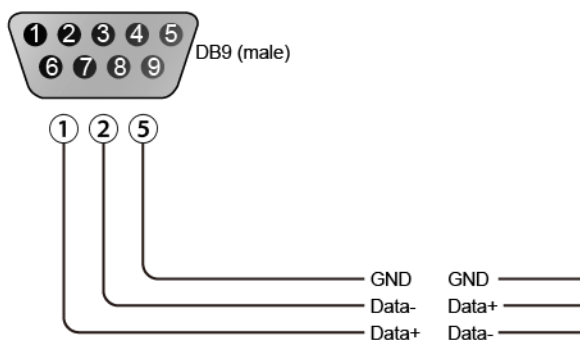 1 2 3 4 5
DB9 (male)
6 7 8 9
1 2 5
GND GND
Data- Data+
Data+ Data-